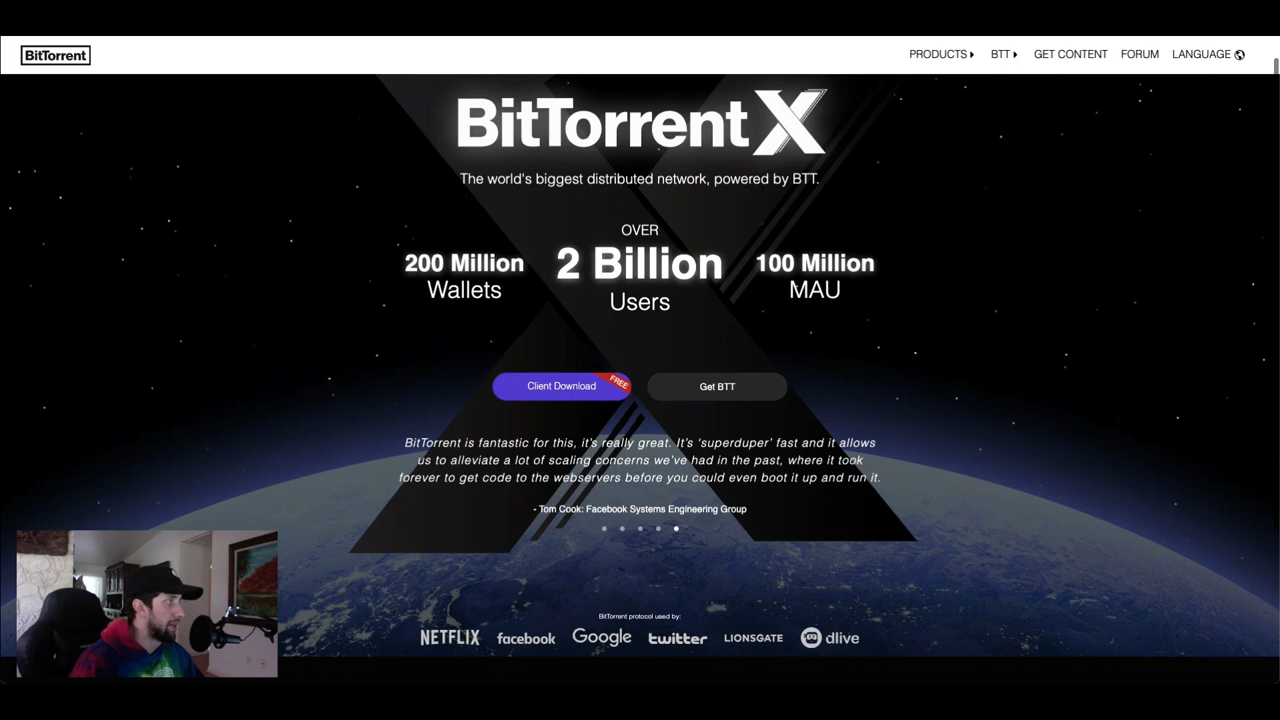 BitTorrent
PRODUCTS BTT GET CONTENT FORUM LANGUAGE
BitTorrent X
The world's biggest distributed network, powered by BTT.
OVER
200 Million 2 Billion 100 Million
Wallets Users MAU
Client Download FREE Get BTT
BitTorrent is fantastic for this, it's really great. It's 'superduper' fast and it allows
us to alleviate a lot of scaling concerns we've had in the past, where it took
forever to get code to the webservers before you could even boot it up and run it.
- Tom Cook: Facebook Systems Engineering Group
BitTorrent protocol used by:
NETFLIX facebook Google twitter LIONSGATE dlive